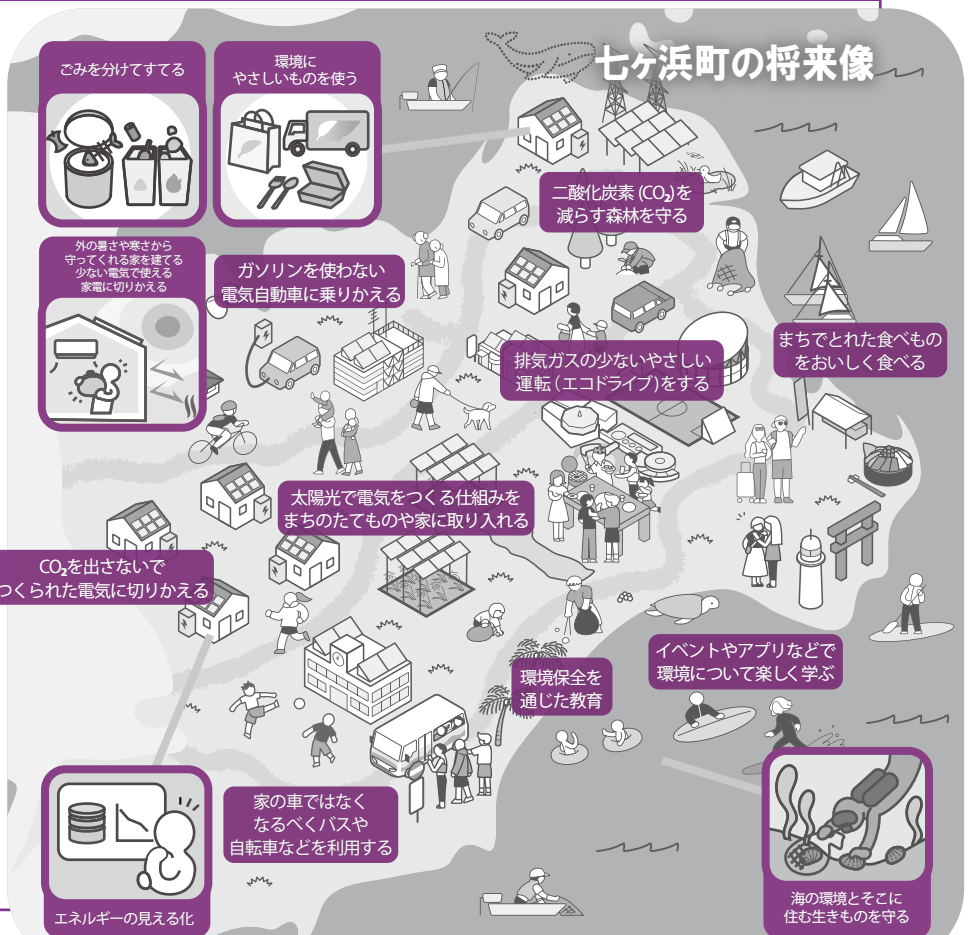 七ヶ浜町の将来像
ごみを分けてすてる
環境に
やさしいものを使う
二酸化炭素(CO₂)を
減らす森林を守る
外の暑さや寒さから
守ってくれる家を建てる
少ない電気で使える
家電に切りかえる
ガソリンを使わない
電気自動車に乗りかえる
排気ガスの少ないやさしい
運転(エコドライブ)をする
まちでとれた食べもの
をおいしく食べる
太陽光で電気をつくる仕組みを
まちのたてものや家に取り入れる
CO₂を出さないで
つくられた電気に切りかえる
環境保全を
通じた教育
イベントやアプリなどで
環境について楽しく学ぶ
家の車ではなく
なるべくバスや
自転車などを利用する
エネルギーの見える化
海の環境とそこに
住む生きものを守る